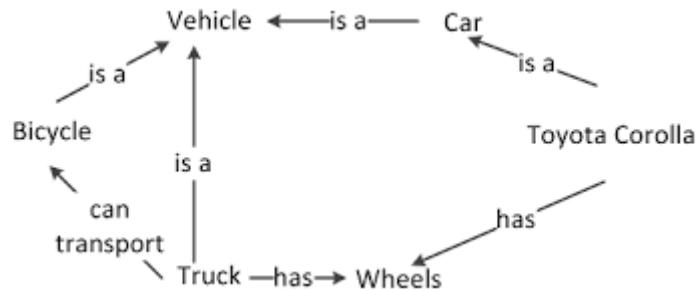 Vehicle
is a
Car
is a
is a
Bicycle
Toyota Corolla
is a
can
transport
has
Truck
has
Wheels